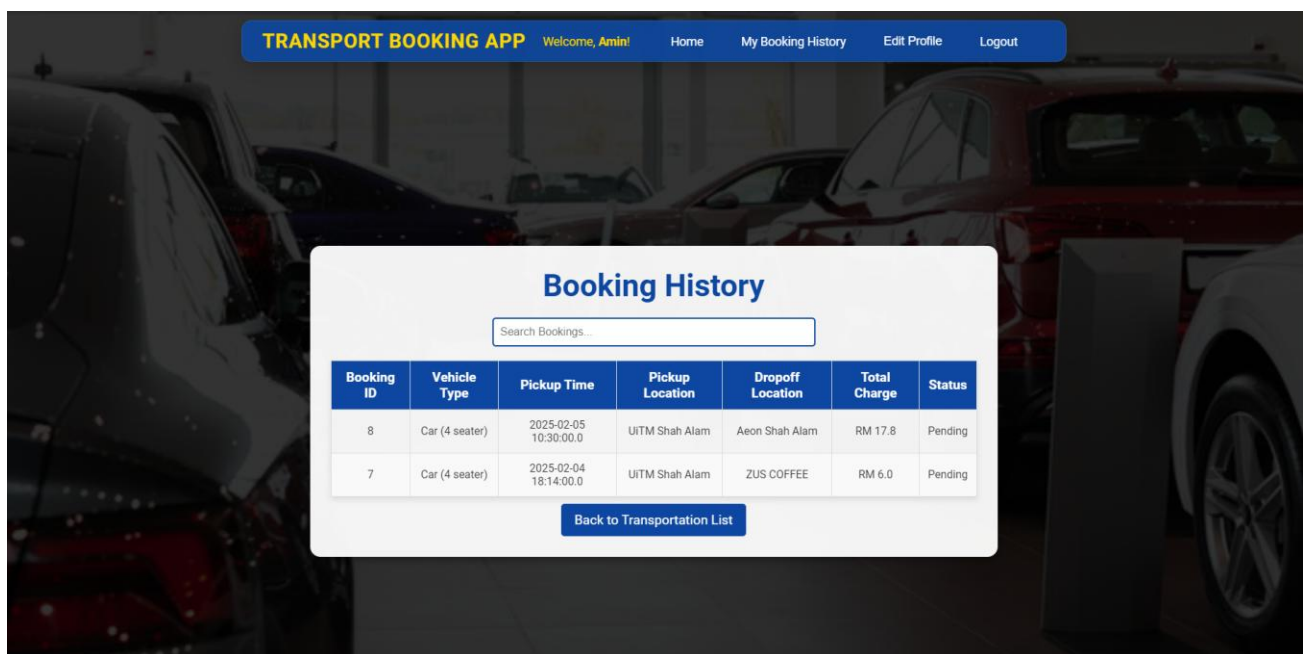 TRANSPORT BOOKING APP Welcome, Amin! Home My Booking History Edit Profile Logout
Booking History
Search Bookings...
Booking ID Vehicle Type Pickup Time Pickup Location Dropoff Location Total Charge Status
8 Car (4 seater) 2025-02-05 10:30:00.0 UiTM Shah Alam Aeon Shah Alam RM 17.8 Pending
7 Car (4 seater) 2025-02-04 18:14:00.0 UiTM Shah Alam ZUS COFFEE RM 6.0 Pending
Back to Transportation List